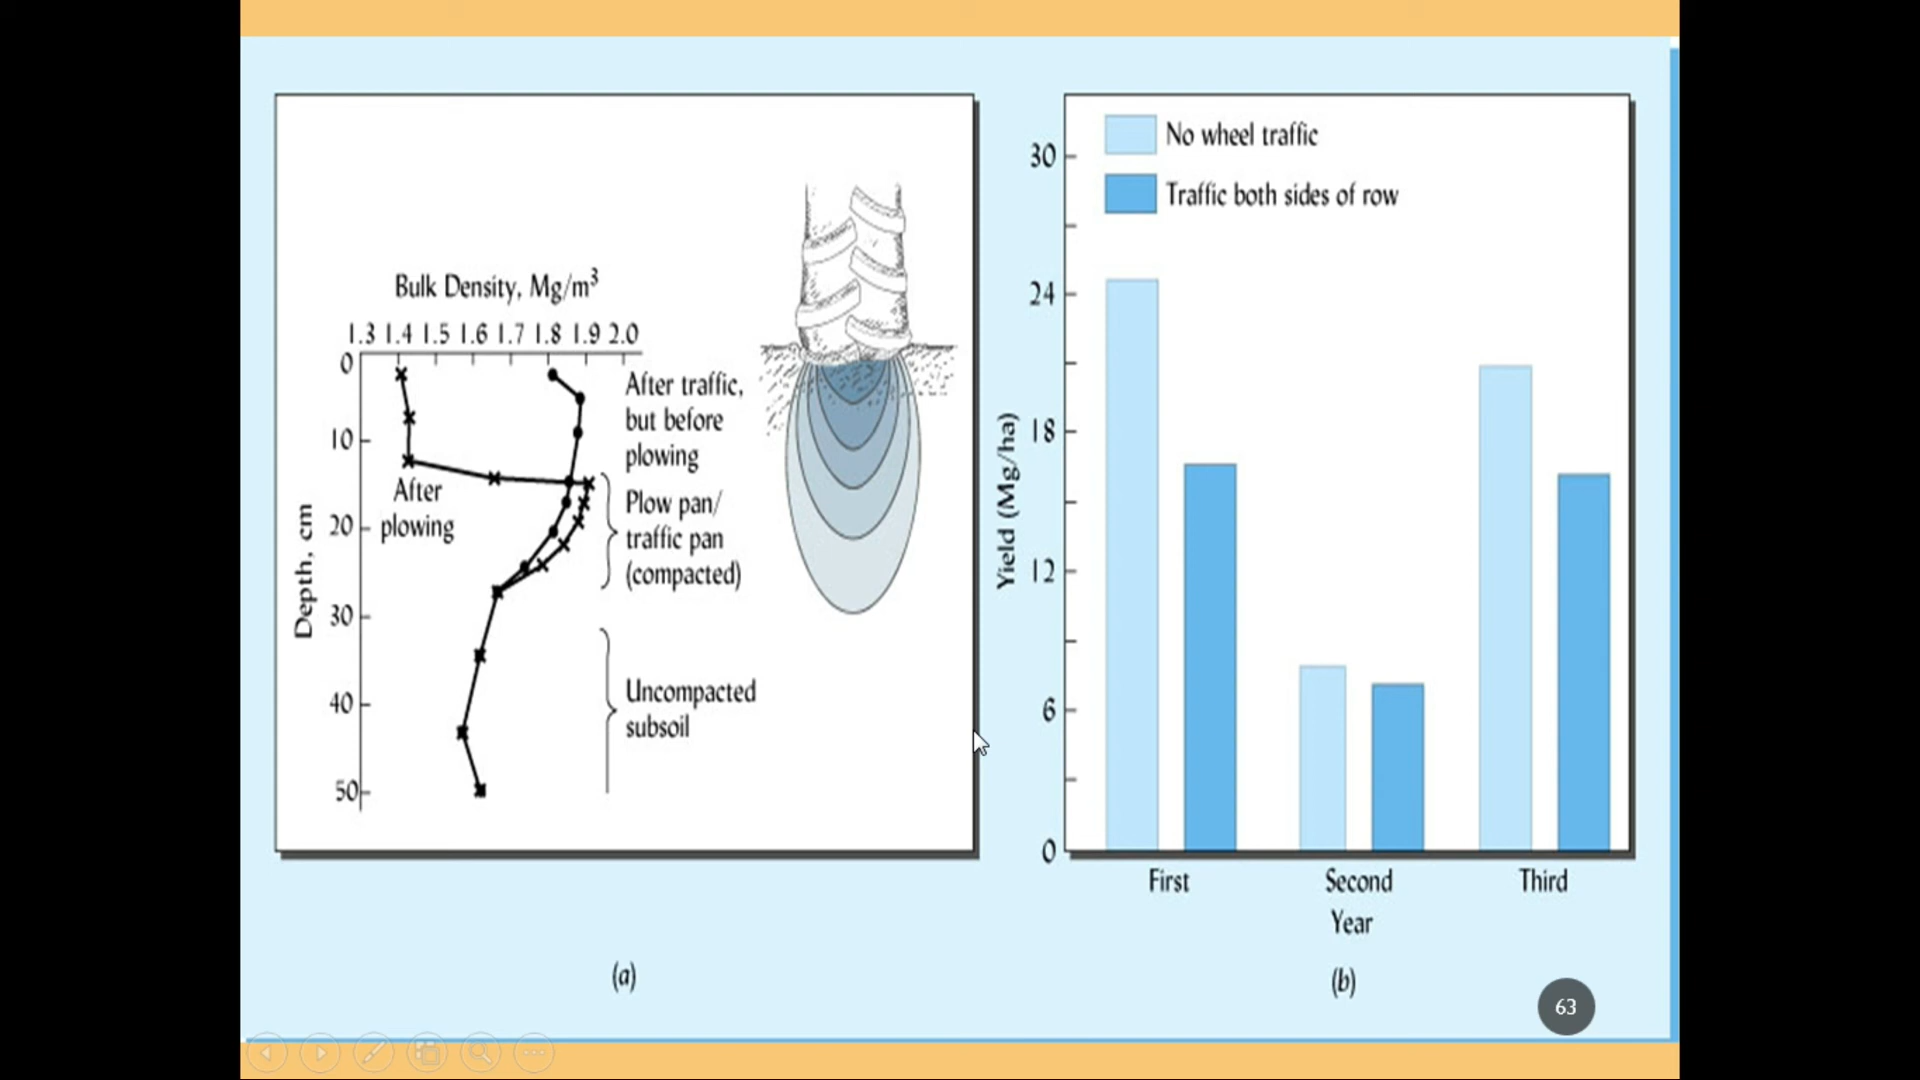 Bulk Density, Mg/m³
1.3 1.4 1.5 1.6 1.7 1.8 1.9 2.0
0
10
20
30
40
50
Depth, cm
After traffic,
but before
plowing
After
plowing
Plow pan/
traffic pan
(compacted)
Uncompacted
subsoil
(a)
No wheel traffic
Traffic both sides of row
30
24
18
12
6
0
Yield (Mg/ha)
First Second Third
Year
(b)
63